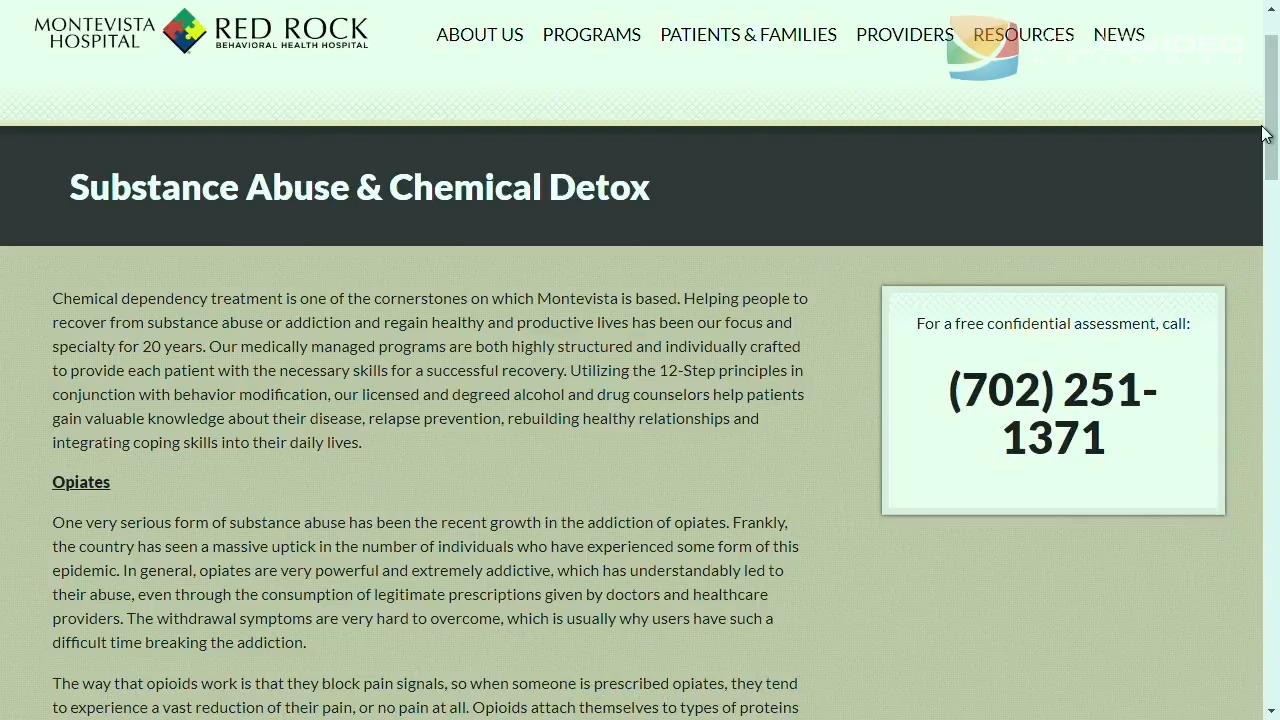 MONTEVISTA
HOSPITAL
RED ROCK
BEHAVIORAL HEALTH HOSPITAL
ABOUT US PROGRAMS PATIENTS & FAMILIES PROVIDERS RESOURCES NEWS
Substance Abuse & Chemical Detox
Chemical dependency treatment is one of the cornerstones on which Montevista is based. Helping people to
recover from substance abuse or addiction and regain healthy and productive lives has been our focus and
specialty for 20 years. Our medically managed programs are both highly structured and individually crafted
to provide each patient with the necessary skills for a successful recovery. Utilizing the 12-Step principles in
conjunction with behavior modification, our licensed and degreed alcohol and drug counselors help patients
gain valuable knowledge about their disease, relapse prevention, rebuilding healthy relationships and
integrating coping skills into their daily lives.
Opiates
One very serious form of substance abuse has been the recent growth in the addiction of opiates. Frankly,
the country has seen a massive uptick in the number of individuals who have experienced some form of this
epidemic. In general, opiates are very powerful and extremely addictive, which has understandably led to
their abuse, even through the consumption of legitimate prescriptions given by doctors and healthcare
providers. The withdrawal symptoms are very hard to overcome, which is usually why users have such a
difficult time breaking the addiction.
The way that opioids work is that they block pain signals, so when someone is prescribed opiates, they tend
to experience a vast reduction of their pain, or no pain at all. Opioids attach themselves to types of proteins
For a free confidential assessment, call:
(702) 251-
1371